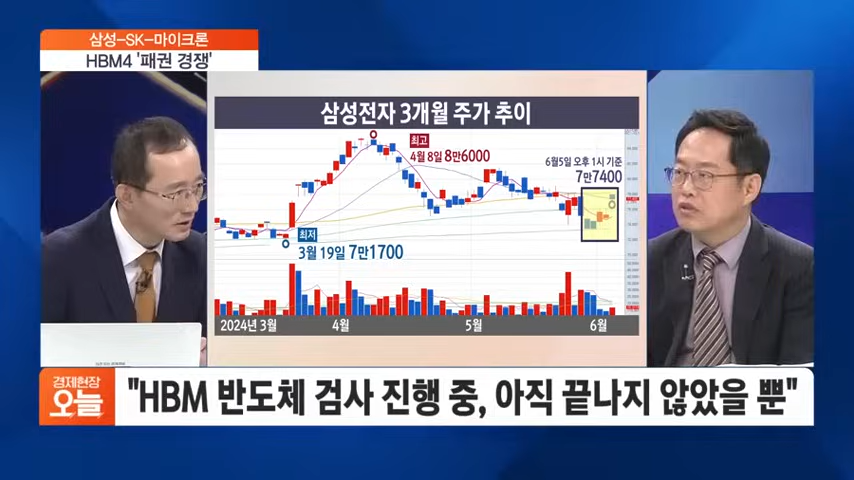 삼성-SK-마이크론
HBM4 '패권 경쟁'
삼성전자 3개월 주가 추이
최고
4월 8일 8만6000
6월5일 오후 1시 기준
7만7400
최저
3월 19일 7만1700
2024년 3월
4월
5월
6월
경제현장
오늘
"HBM 반도체 검사 진행 중, 아직 끝나지 않았을 뿐"